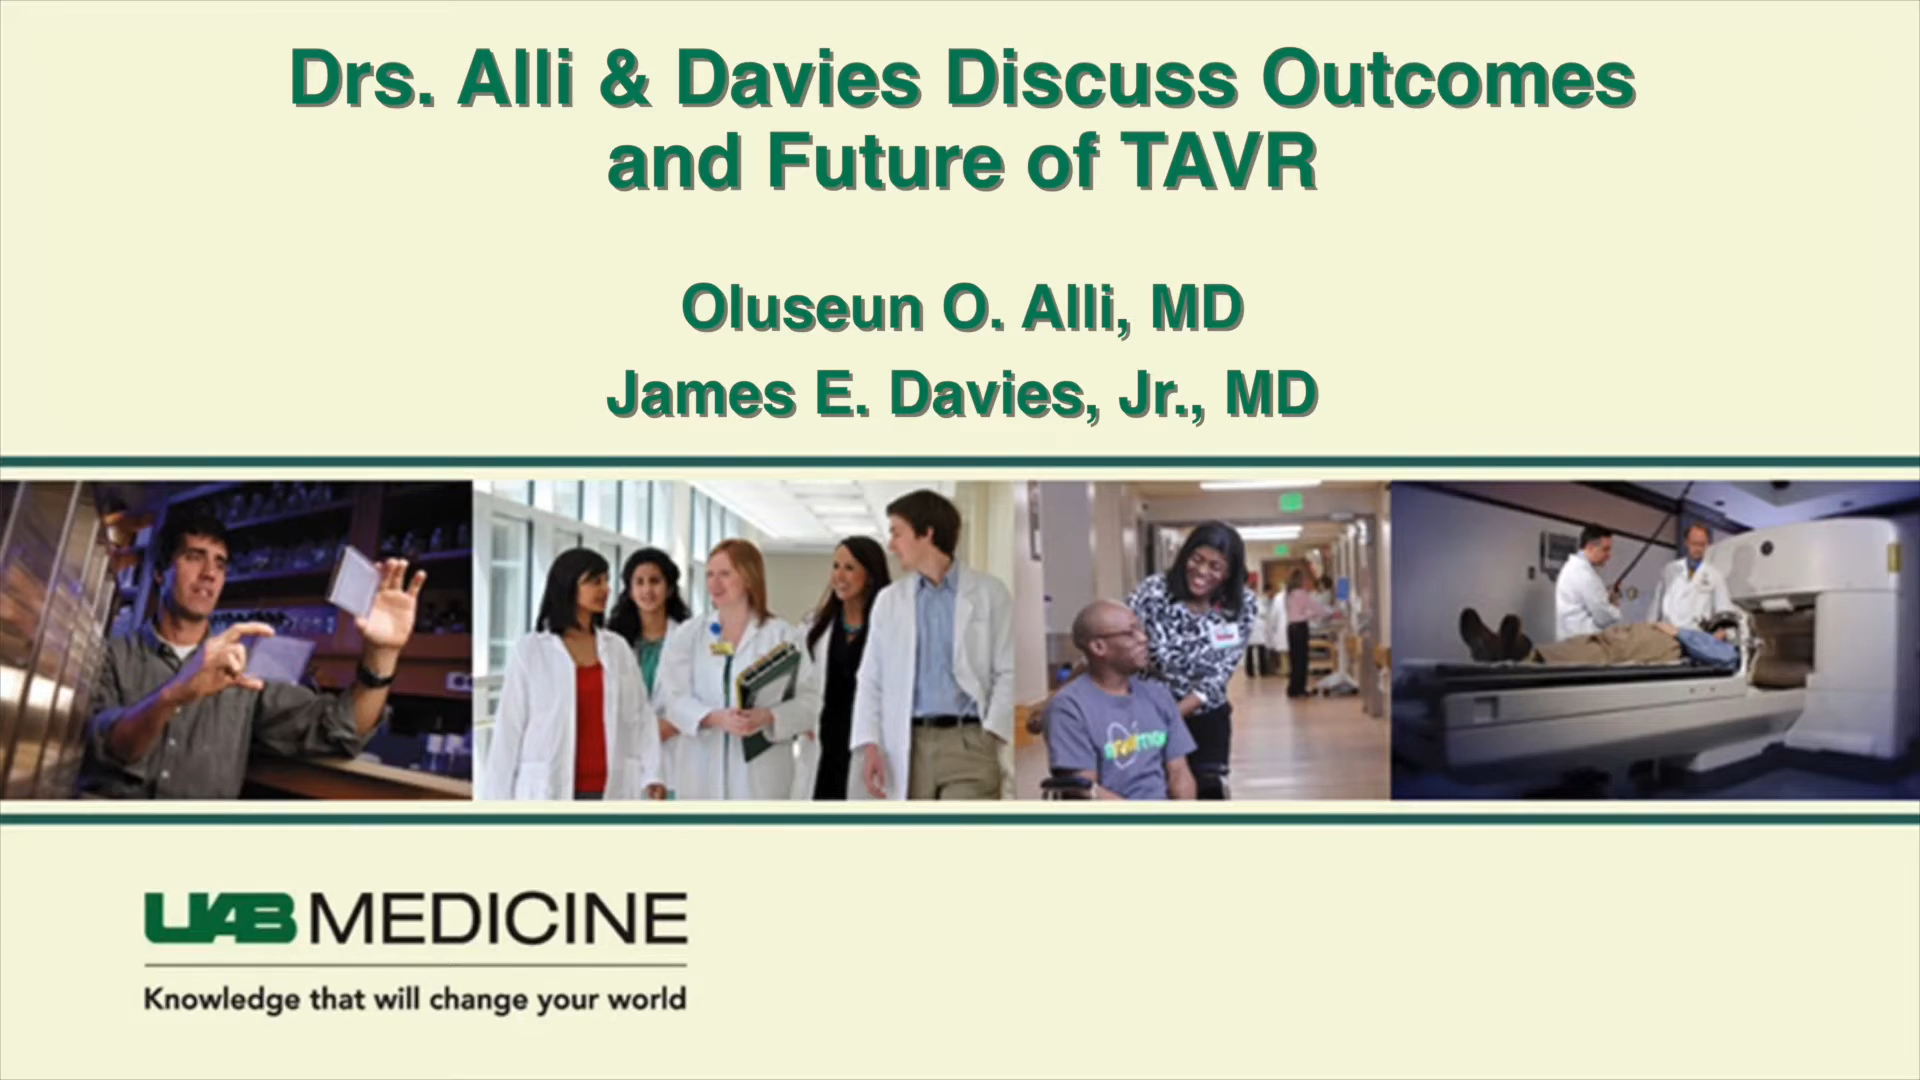 Drs. Alli & Davies Discuss Outcomes
and Future of TAVR
Oluseun O. Alli, MD
James E. Davies, Jr., MD
UAB MEDICINE
Knowledge that will change your world